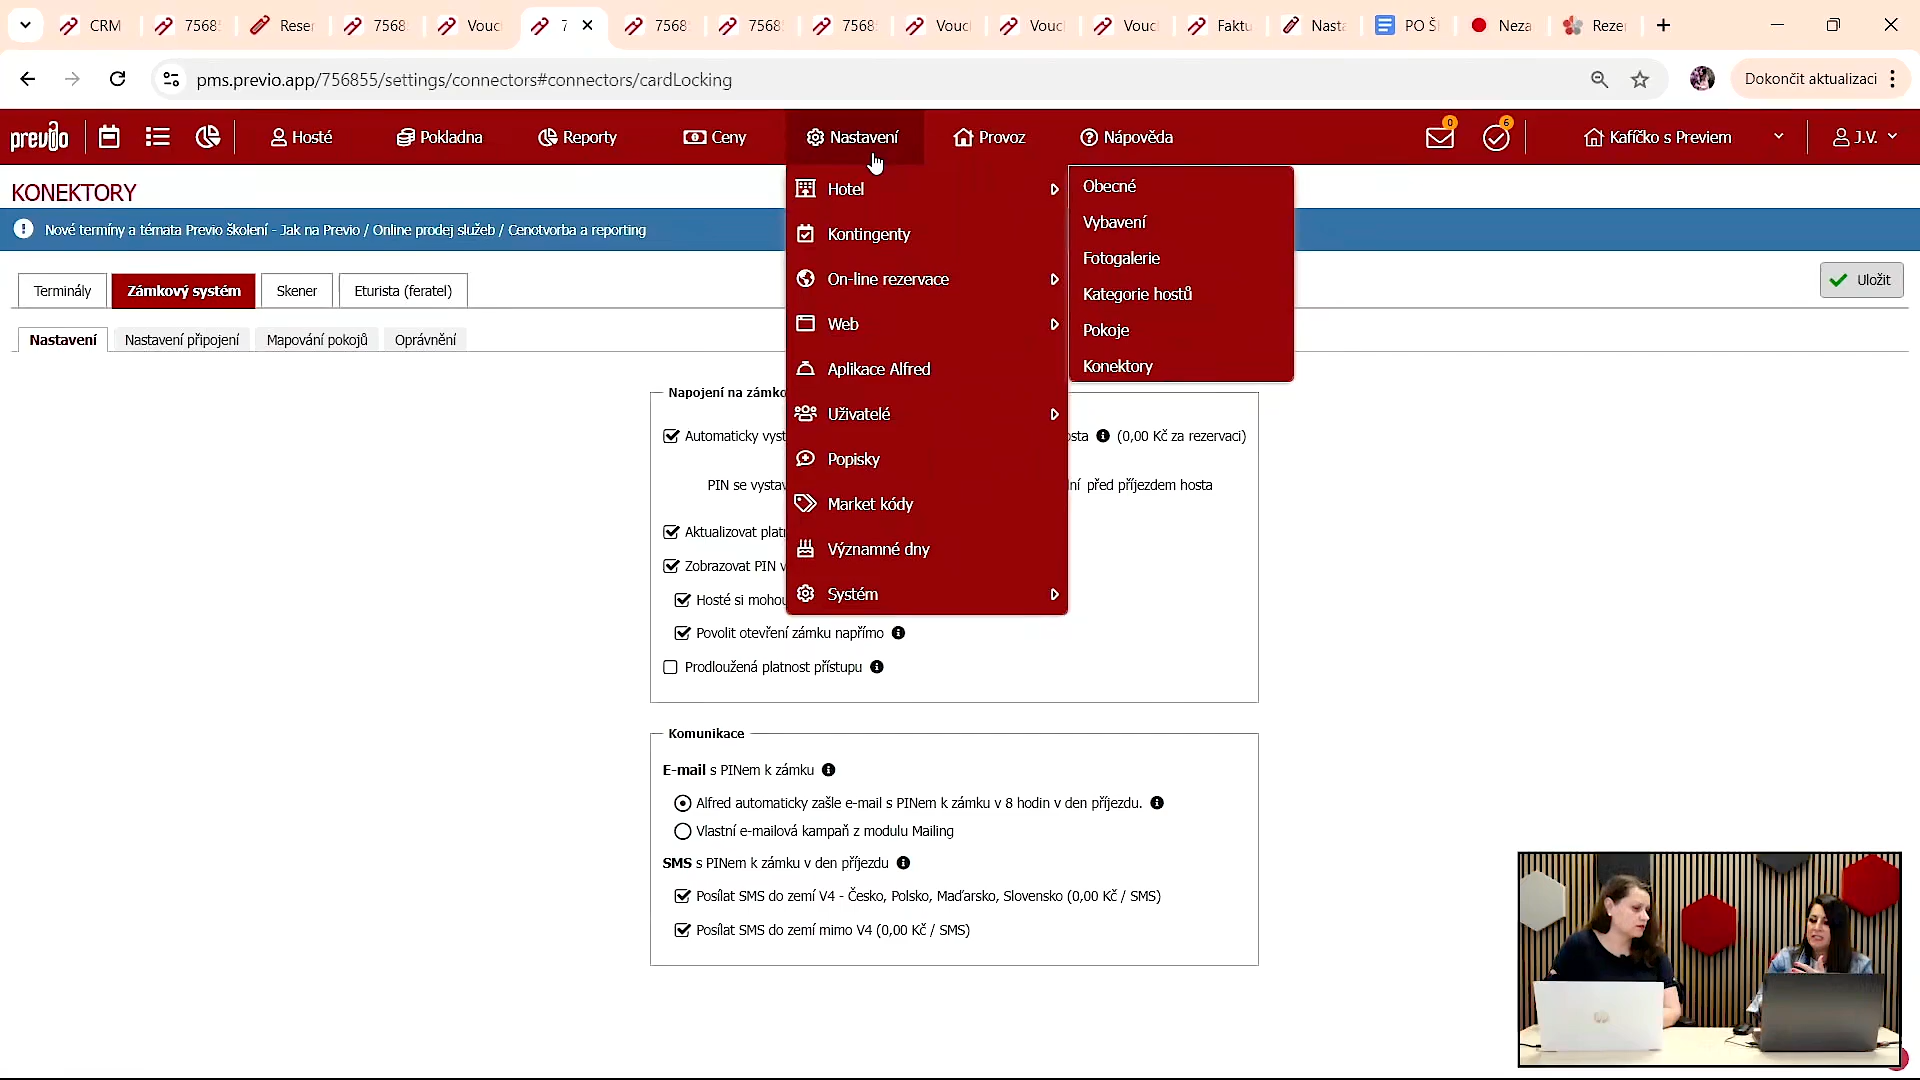 CRM
7568
Rese
7568
Vouc
7
7568
7568
7568
Vouc
Vouc
Vouc
Faktu
Nasta
PO Š
Neza
Reze
pms.previo.app/756855/settings/connectors#connectors/cardLocking
Dokončit aktualizaci
previo
Hosté
Pokladna
Reporty
Ceny
Nastavení
Provoz
Nápověda
0
6
Kafíčko s Previem
J.V.
KONEKTORY
Nové termíny a témata Previo školení - Jak na Previo / Online prodej služeb / Cenotvorba a reporting
Terminály
Zámkový systém
Skener
Eturista (feratel)
Uložit
Nastavení
Nastavení připojení
Mapování pokojů
Oprávnění
Hotel
Kontingenty
On-line rezervace
Web
Aplikace Alfred
Uživatelé
Popisky
Market kódy
Významné dny
Systém
Obecné
Vybavení
Fotogalerie
Kategorie hostů
Pokoje
Konektory
Napojení na zámko
Automaticky vyst
osta (0,00 Kč za rezervaci)
PIN se vystav
ní před příjezdem hosta
Aktualizovat plat
Zobrazovat PIN v
Hosté si mohou
Povolit otevření zámku napřímo
Prodloužená platnost přístupu
Komunikace
E-mail s PINem k zámku
Alfred automaticky zašle e-mail s PINem k zámku v 8 hodin v den příjezdu.
Vlastní e-mailová kampaň z modulu Mailing
SMS s PINem k zámku v den příjezdu
Posílat SMS do zemí V4 - Česko, Polsko, Maďarsko, Slovensko (0,00 Kč / SMS)
Posílat SMS do zemí mimo V4 (0,00 Kč / SMS)